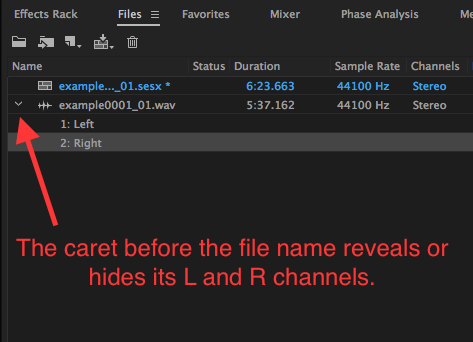 Effects Rack Files Favorites Mixer Phase Analysis
Name Status Duration Sample Rate Channels
example..._01.sesx * 6:23.663 44100 Hz Stereo
example0001_01.wav 5:37.162 44100 Hz Stereo
1: Left
2: Right
The caret before the file name reveals or
hides its L and R channels.